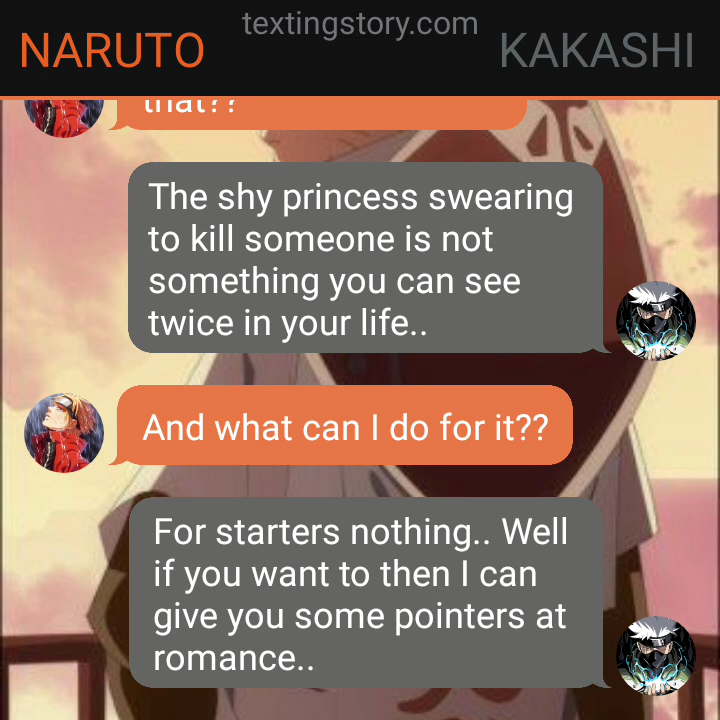 textingstory.com
NARUTO
KAKASHI
that??
The shy princess swearing
to kill someone is not
something you can see
twice in your life..
And what can I do for it??
For starters nothing.. Well
if you want to then I can
give you some pointers at
romance..